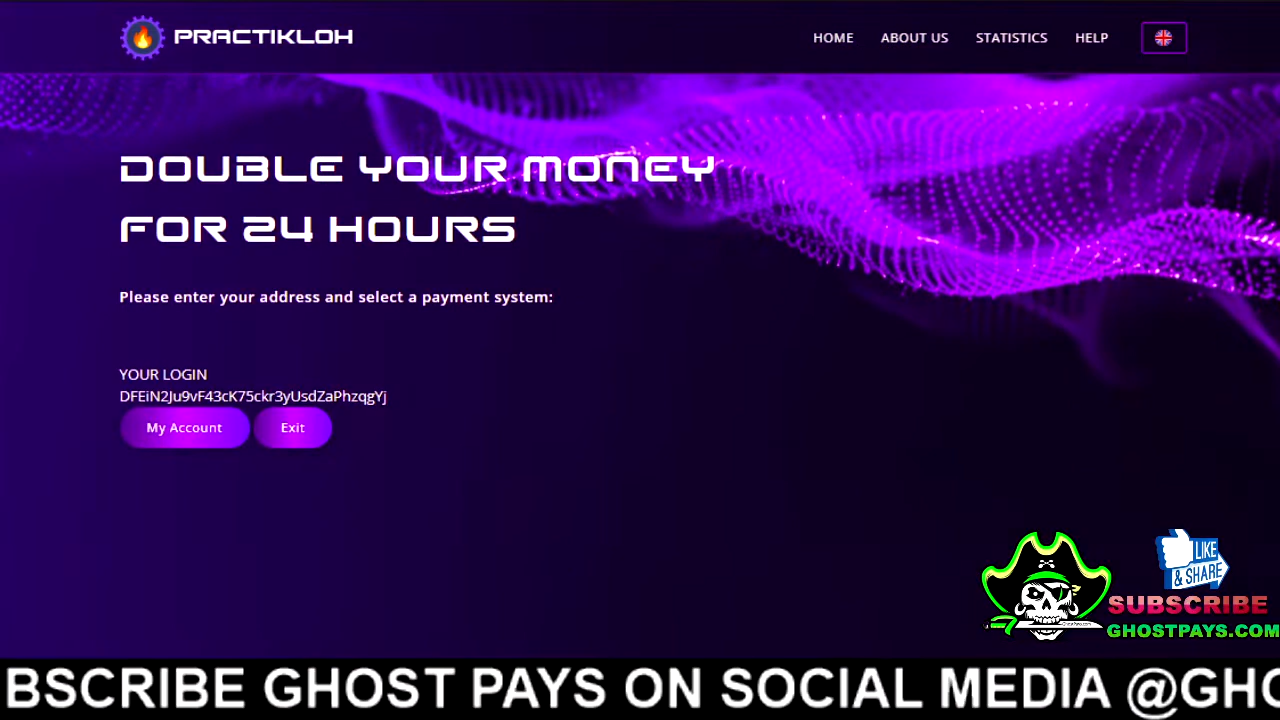 PRACTIKLOH
HOME ABOUT US STATISTICS HELP
DOUBLE YOUR MONEY
FOR 24 HOURS
Please enter your address and select a payment system:
YOUR LOGIN
DFEiN2Ju9vF43cK75ckr3yUsdZaPhzqgYj
My Account Exit
LIKE
& SHARE
SUBSCRIBE
GHOSTPAYS.COM
BSCRIBE GHOST PAYS ON SOCIAL MEDIA @GHO